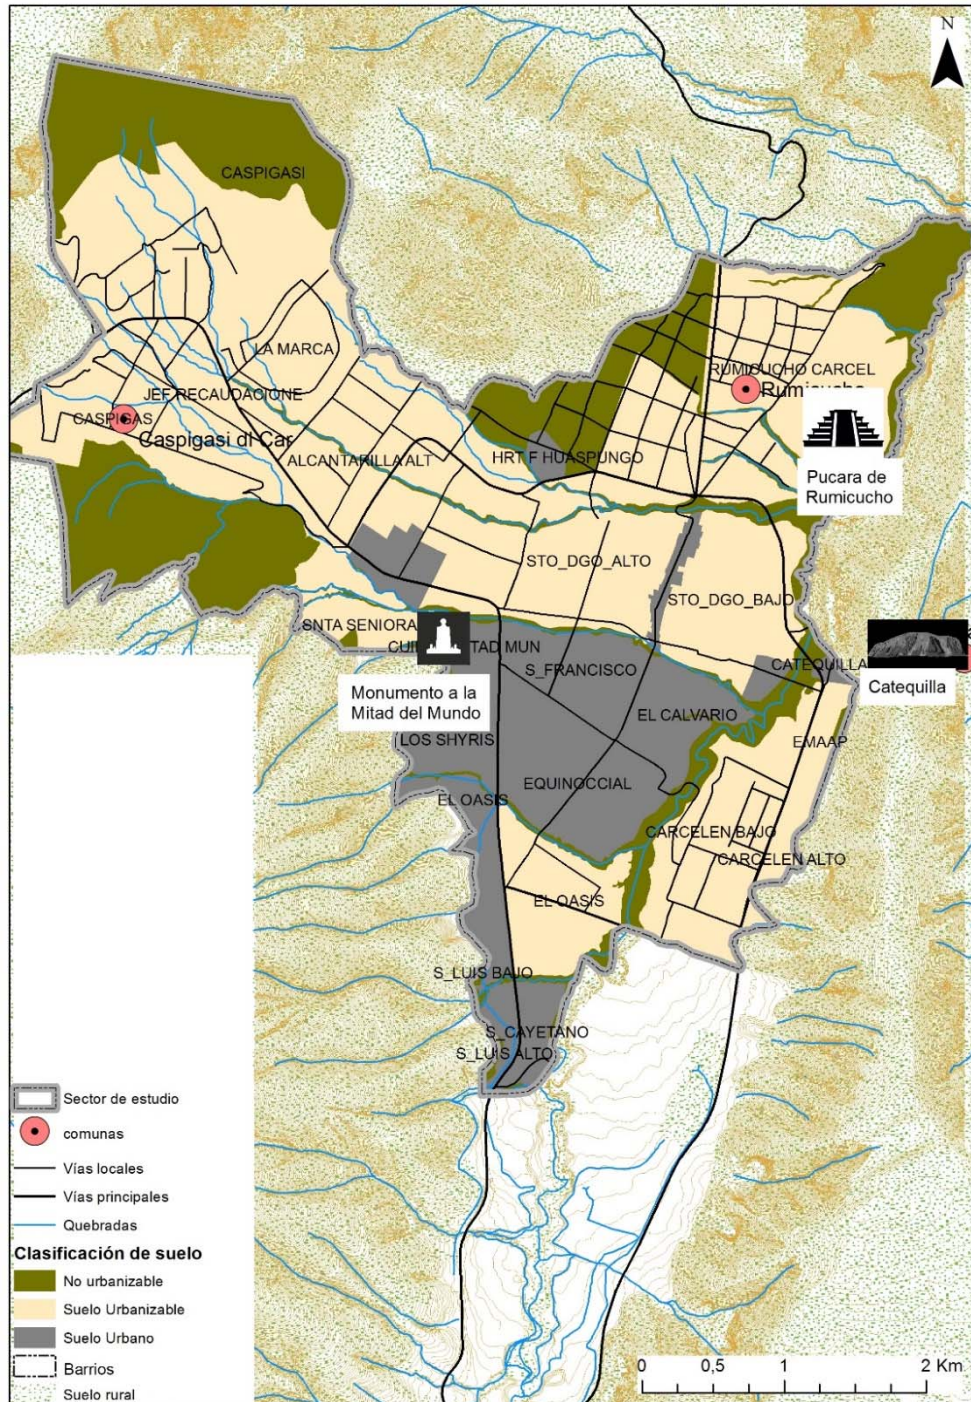 N
CASPIGASI
LA MARCA
RUMICUCHO CARCEL
Rumicucho
JEF RECAUDACIONE
CASPIGAS
Caspigasi dl Car
ALCANTARILLA ALT
HRT F HUASPUNGO
Pucara de
Rumicucho
STO_DGO_ALTO
STO_DGO_BAJO
SNTA SENIORA
TAD MUN
S_FRANCISCO
CATEQUILLA
Catequilla
Monumento a la
Mitad del Mundo
EL CALVARIO
LOS SHYRIS
EMAAP
EQUINOCCIAL
EL OASIS
CARCELEN BAJO
CARCELEN ALTO
EL OASIS
S_LUIS BAJO
S_CAYETANO
S_LUIS ALTO
Sector de estudio
comunas
Vías locales
Vías principales
Quebradas
Clasificación de suelo
No urbanizable
Suelo Urbanizable
Suelo Urbano
Barrios
Suelo rural
0 0,5 1 2 Km